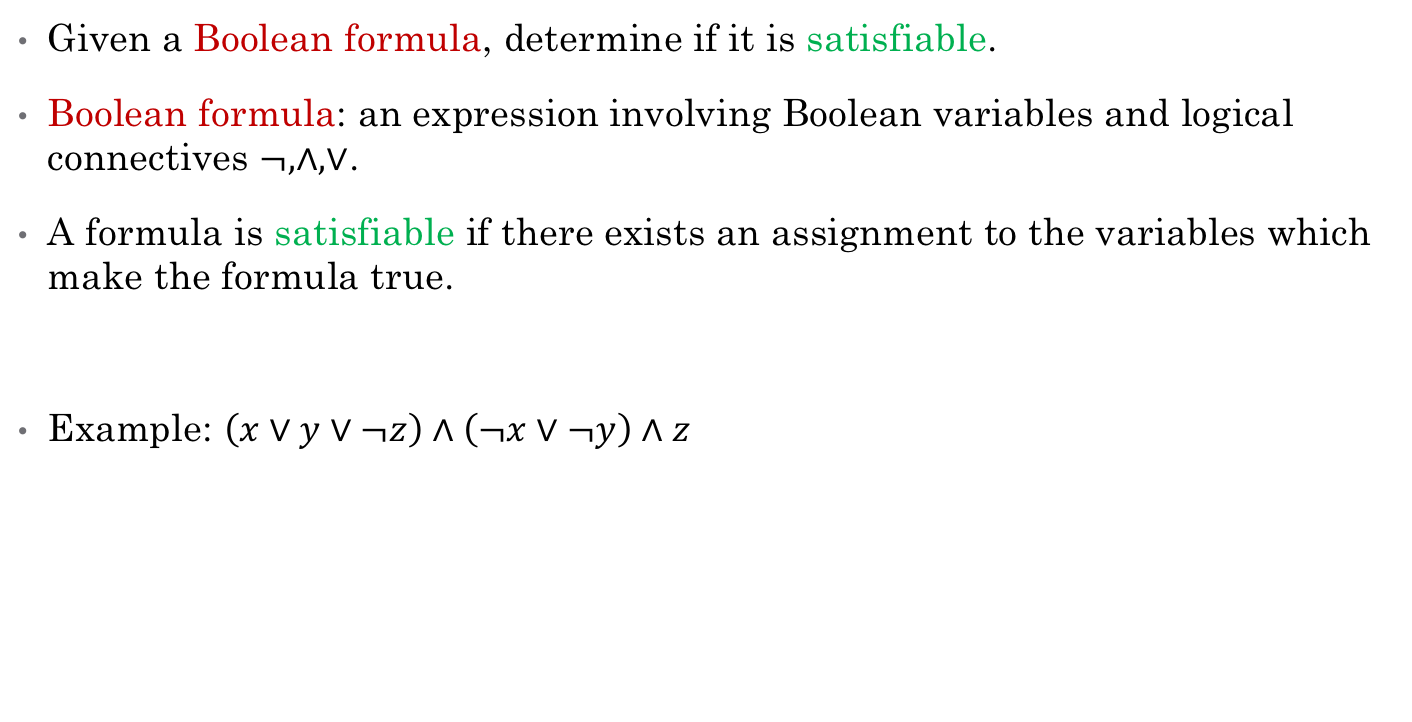 • Given a Boolean formula, determine if it is satisfiable.
• Boolean formula: an expression involving Boolean variables and logical
connectives ¬,∧,∨.
• A formula is satisfiable if there exists an assignment to the variables which
make the formula true.
• Example: (x ∨ y ∨ ¬z) ∧ (¬x ∨ ¬y) ∧ z